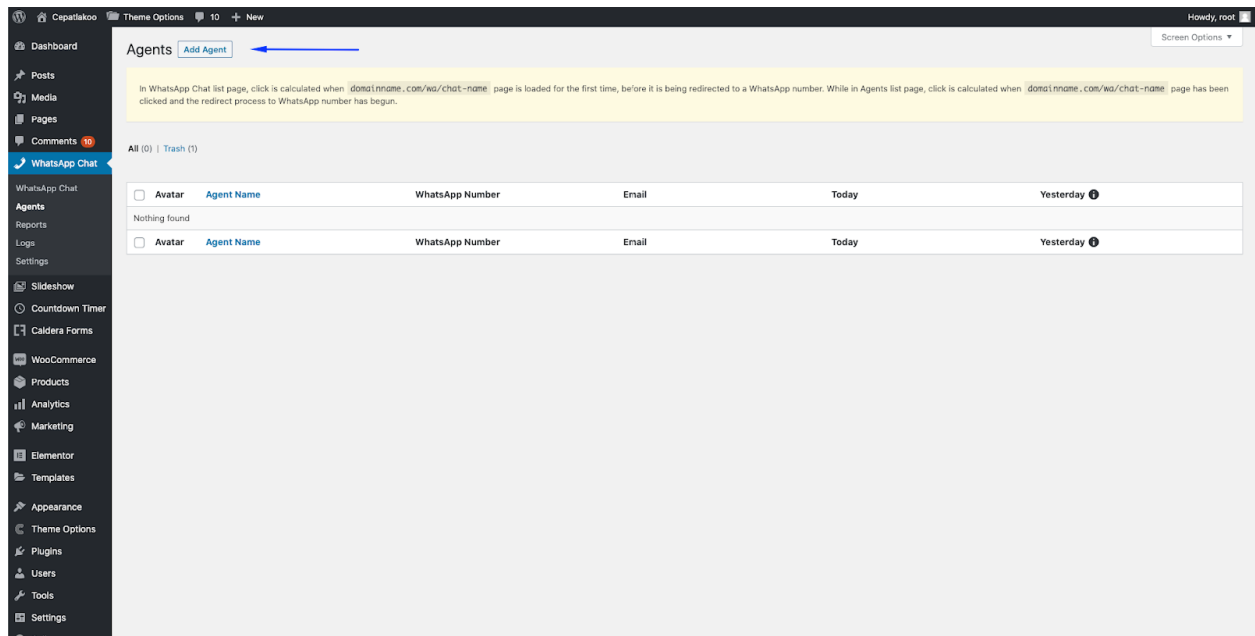 Cepatlakoo Theme Options 10 + New Howdy, root
Screen Options ▼
Dashboard
Posts
Media
Pages
Comments 10
WhatsApp Chat
WhatsApp Chat
Agents
Reports
Logs
Settings
Slideshow
Countdown Timer
Caldera Forms
WooCommerce
Products
Analytics
Marketing
Elementor
Templates
Appearance
Theme Options
Plugins
Users
Tools
Settings
Agents Add Agent
In WhatsApp Chat list page, click is calculated when domainname.com/wa/chat-name page is loaded for the first time, be'ore it is being redirected to a WhatsApp number. While in Agents list page, click is calculated when domainname.com/wa/chat-name page has been
clicked and the redirect process to WhatsApp number has begun.
All (0) | Trash (1)
Avatar Agent Name WhatsApp Number Email Today Yesterday
Nothing found
Avatar Agent Name WhatsApp Number Email Today Yesterday